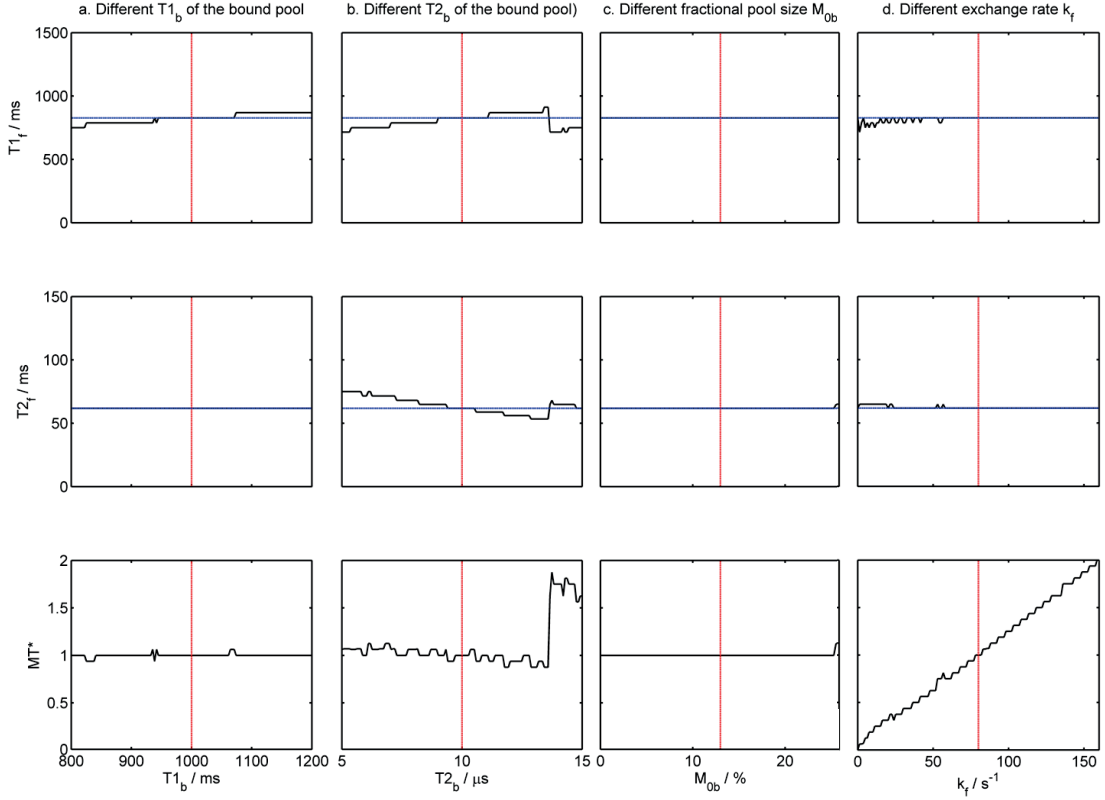 a. Different T1b of the bound pool
b. Different T2b of the bound pool)
c. Different fractional pool size M0b
d. Different exchange rate kf
1500
1000
500
0
T1f / ms
150
100
50
0
T2f / ms
2
1.5
1
0.5
0
MT*
800 900 1000 1100 1200
T1b / ms
5 10 15
T2b / μs
0 10 20
M0b / %
0 50 100 150
kf / s-1